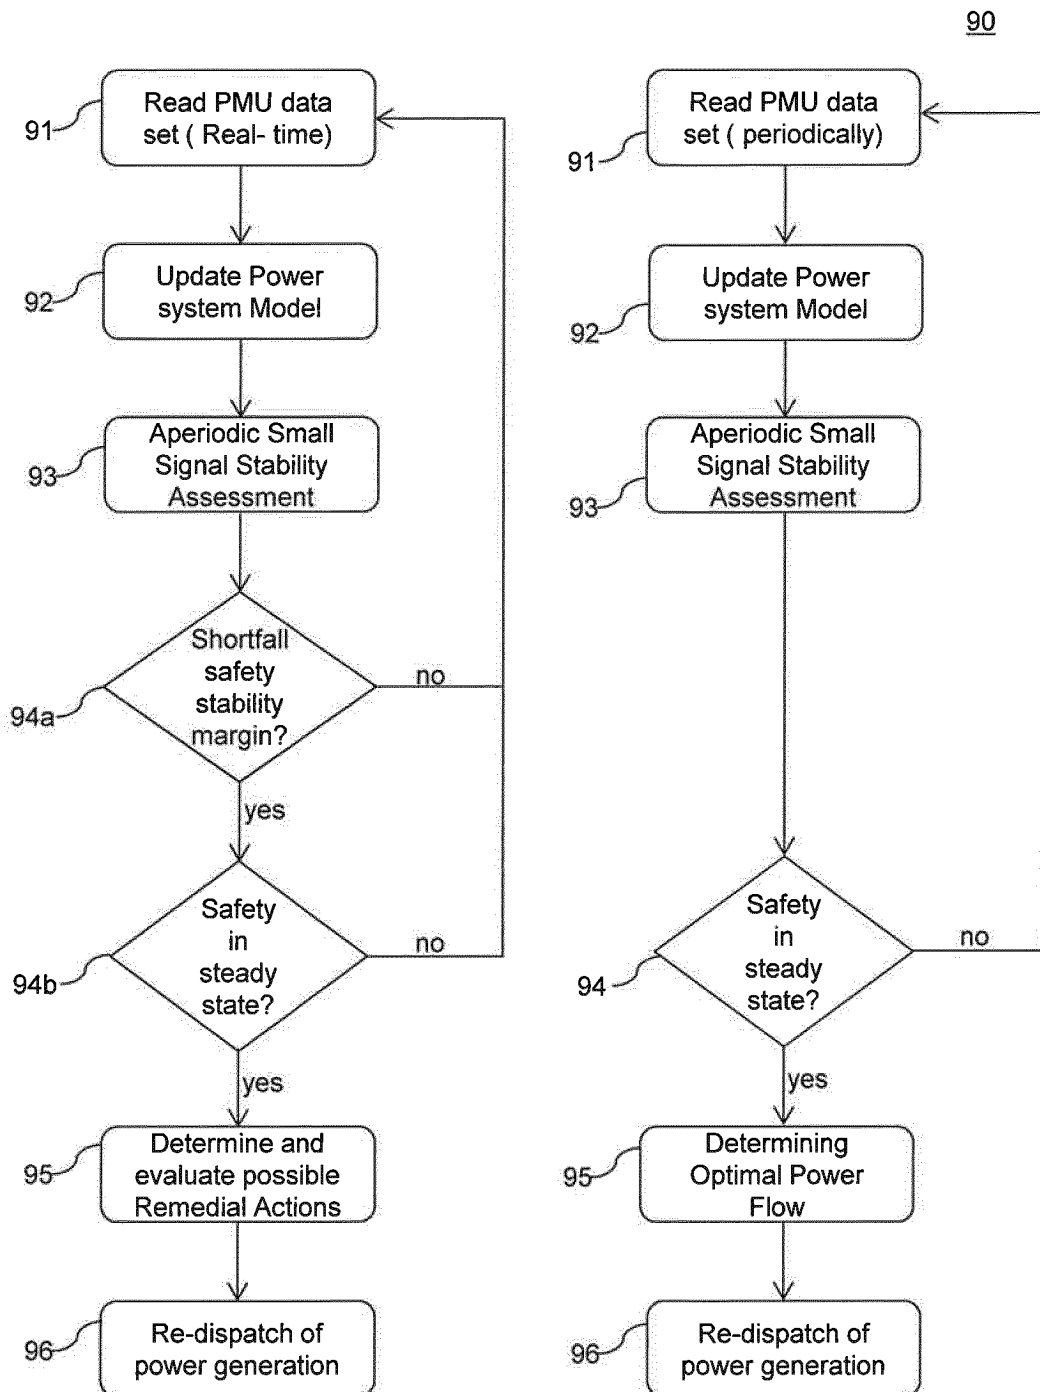 90
91
Read PMU data
set ( Real- time)
92
Update Power
system Model
93
Aperiodic Small
Signal Stability
Assessment
94a
Shortfall
safety
stability
margin?
no
yes
94b
Safety
in
steady
state?
no
yes
95
Determine and
evaluate possible
Remedial Actions
96
Re-dispatch of
power generation
91
Read PMU data
set ( periodically)
92
Update Power
system Model
93
Aperiodic Small
Signal Stability
Assessment
94
Safety
in
steady
state?
no
yes
95
Determining
Optimal Power
Flow
96
Re-dispatch of
power generation